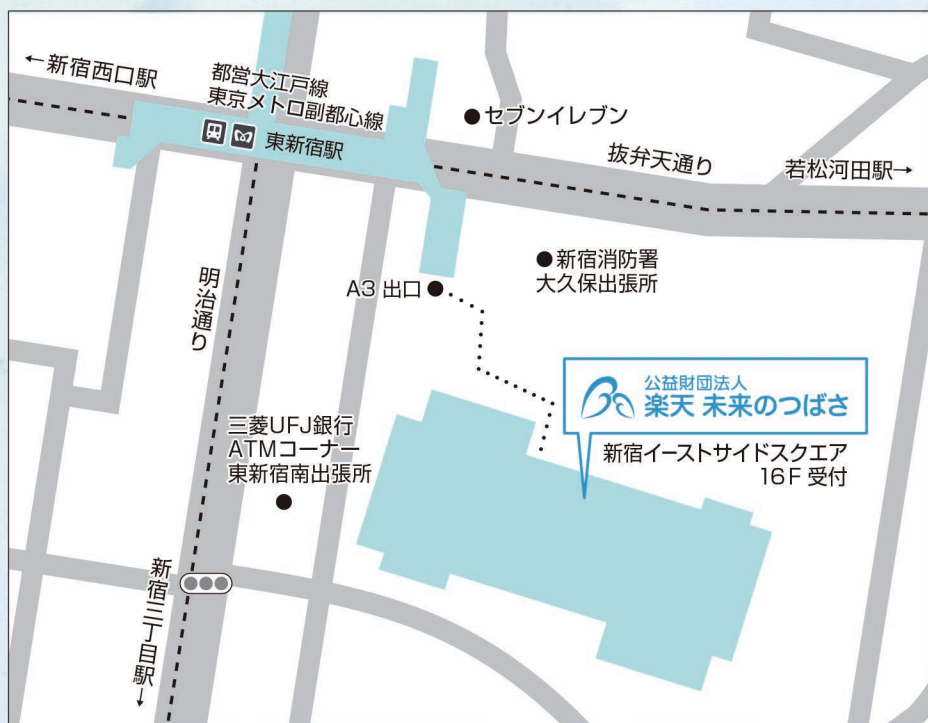 ←新宿西口駅
都営大江戸線
東京メトロ副都心線
東新宿駅
セブンイレブン
抜弁天通り
若松河田駅→
新宿消防署
大久保出張所
A3 出口
明治通り
公益財団法人
楽天 未来のつばさ
新宿イーストサイドスクエア
16F 受付
三菱UFJ銀行
ATMコーナー
東新宿南出張所
新宿三丁目駅→